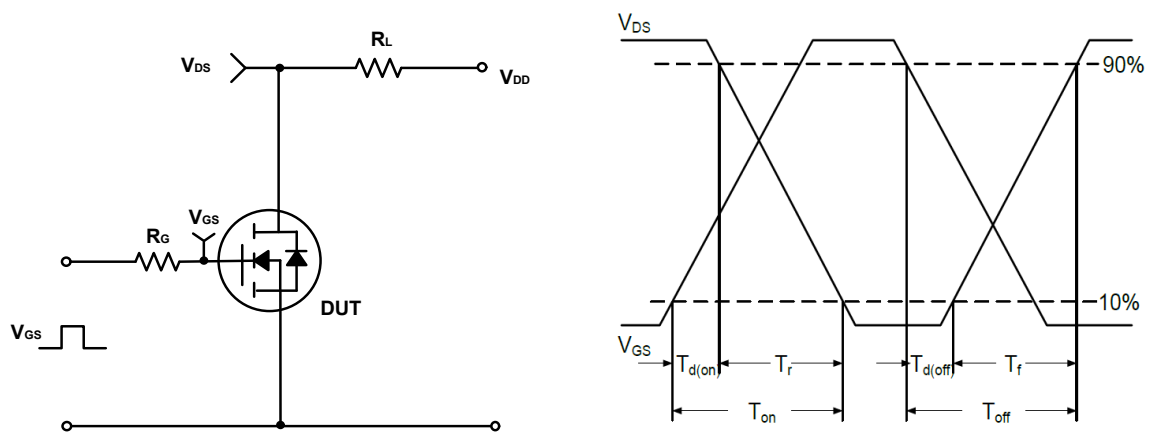 RL
VDS
VDD
VGS
RG
DUT
VGS
VDS
90%
10%
VGS
Td(on)
Tr
Td(off)
Tf
Ton
Toff